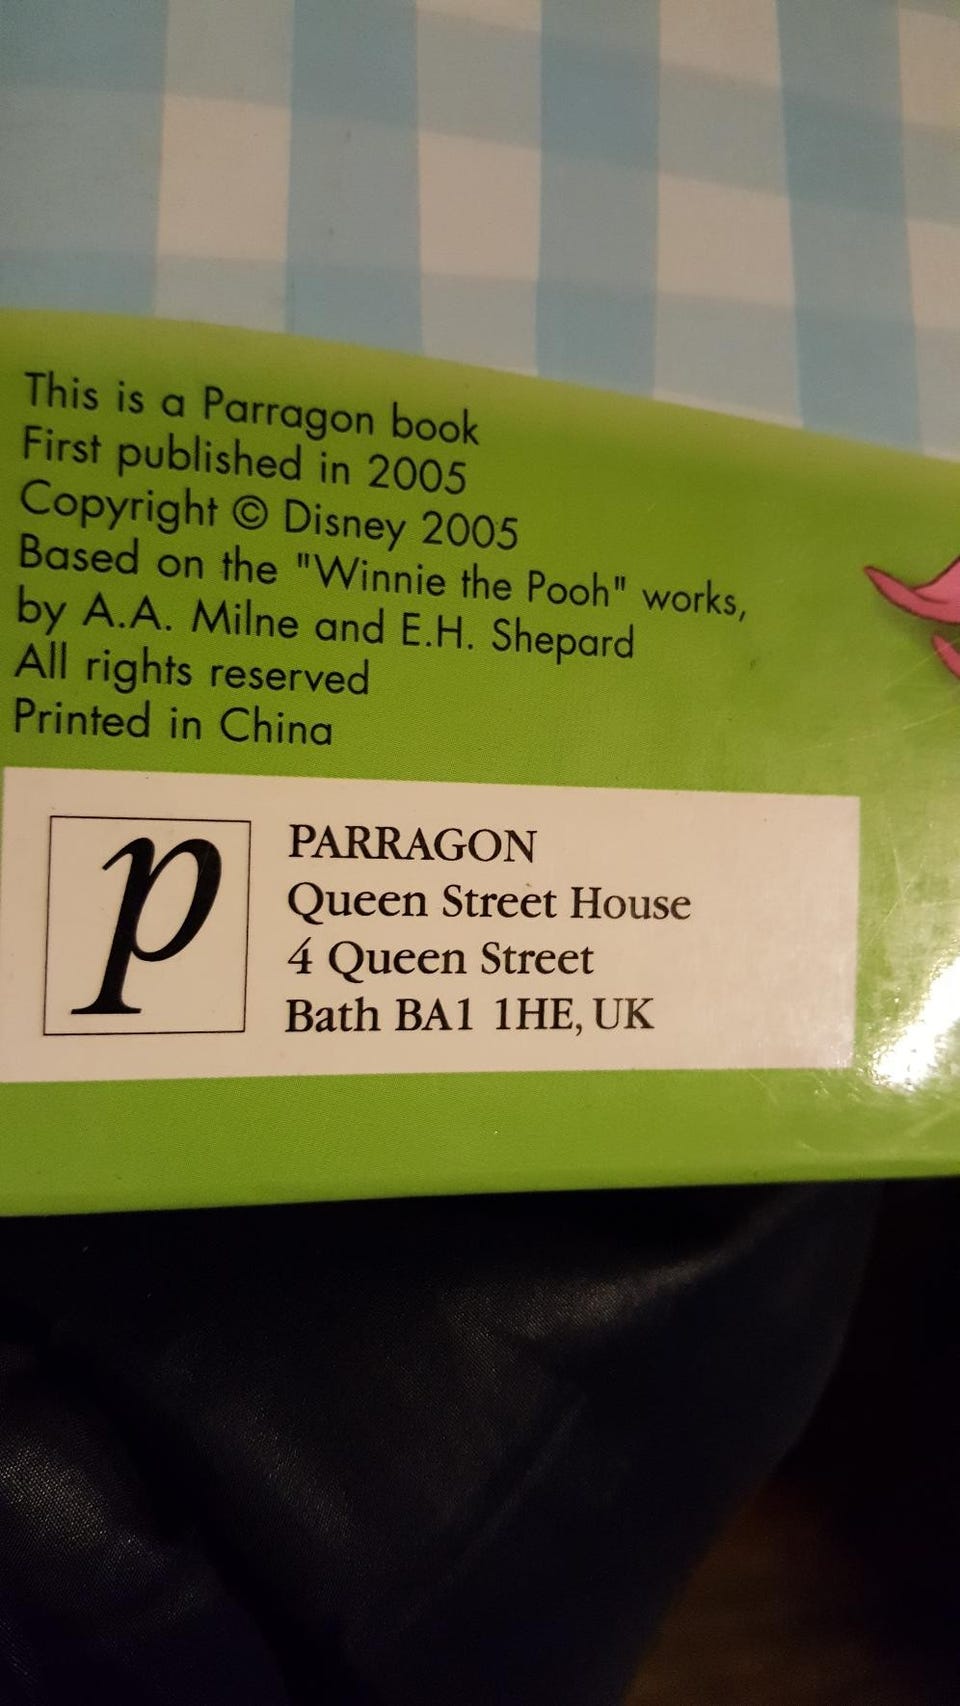 This is a Parragon book
First published in 2005
Copyright © Disney 2005
Based on the "Winnie the Pooh" works,
by A.A. Milne and E.H. Shepard
All rights reserved
Printed in China
p
PARRAGON
Queen Street House
4 Queen Street
Bath BA1 1HE, UK